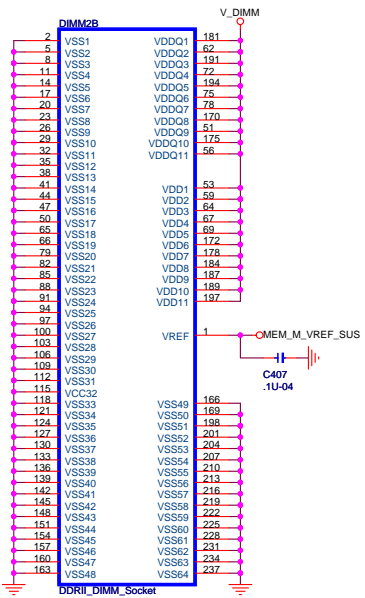 V_DIMM
DIMM2B
2 VSS1 VDDQ1 181
5 VSS2 VDDQ2 62
8 VSS3 VDDQ3 191
11 VSS4 VDDQ4 72
14 VSS5 VDDQ5 194
17 VSS6 VDDQ6 75
20 VSS7 VDDQ7 78
23 VSS8 VDDQ8 170
26 VSS9 VDDQ9 51
29 VSS10 VDDQ10 175
32 VSS11 VDDQ11 56
35 VSS12
38 VSS13
41 VSS14 VDD1 53
44 VSS15 VDD2 59
47 VSS16 VDD3 64
50 VSS17 VDD4 67
65 VSS18 VDD5 69
66 VSS19 VDD6 172
79 VSS20 VDD7 178
82 VSS21 VDD8 184
85 VSS22 VDD9 187
88 VSS23 VDD10 189
91 VSS24 VDD11 197
94 VSS25
97 VSS26
100 VSS27 VREF 1 MEM_M_VREF_SUS
103 VSS28
106 VSS29
109 VSS30
C407
112 VSS31
.1U-04
115 VCC32
118 VSS33 VSS49 166
121 VSS34 VSS50 169
124 VSS35 VSS51 198
127 VSS36 VSS52 201
130 VSS37 VSS53 204
133 VSS38 VSS54 207
136 VSS39 VSS55 210
139 VSS40 VSS56 213
142 VSS41 VSS57 216
145 VSS42 VSS58 219
148 VSS43 VSS59 222
151 VSS44 VSS60 225
154 VSS45 VSS61 228
157 VSS46 VSS62 231
160 VSS47 VSS63 234
163 VSS48 VSS64 237
DDRII_DIMM_Socket